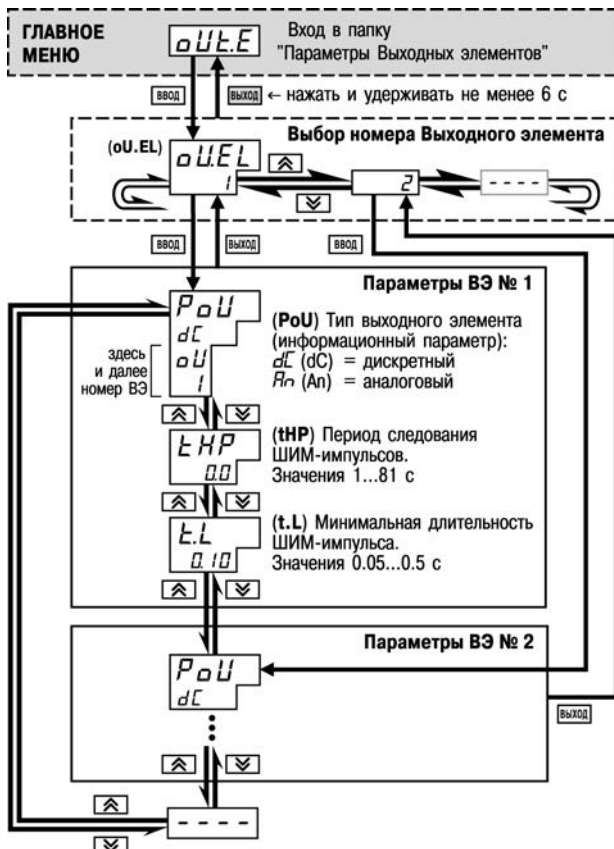 ГЛАВНОЕ МЕНЮ
oUt.E
Вход в папку
"Параметры Выходных элементов"
ВВОД
ВЫХОД ← нажать и удерживать не менее 6 с
Выбор номера Выходного элемента
(oU.EL)
oU.EL
1
2
- - - -
ВВОД
ВЫХОД
ВВОД
Параметры ВЭ № 1
PoU
dC
oU
1
здесь
и далее
номер ВЭ
(PoU) Тип выходного элемента
(информационный параметр):
dC (dC) = дискретный
An (An) = аналоговый
tHP
0.0
(tHP) Период следования
ШИМ-импульсов.
Значения 1...81 с
t.L
0.10
(t.L) Минимальная длительность
ШИМ-импульса.
Значения 0.05...0.5 с
Параметры ВЭ № 2
PoU
dC
ВЫХОД
- - - -